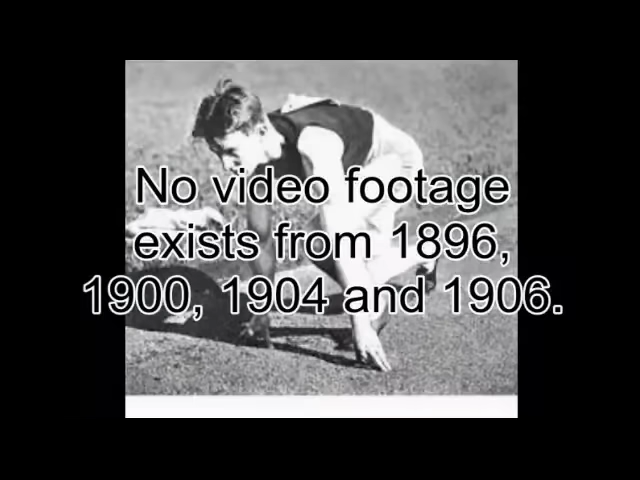 No video footage
exists from 1896,
1900, 1904 and 1906.